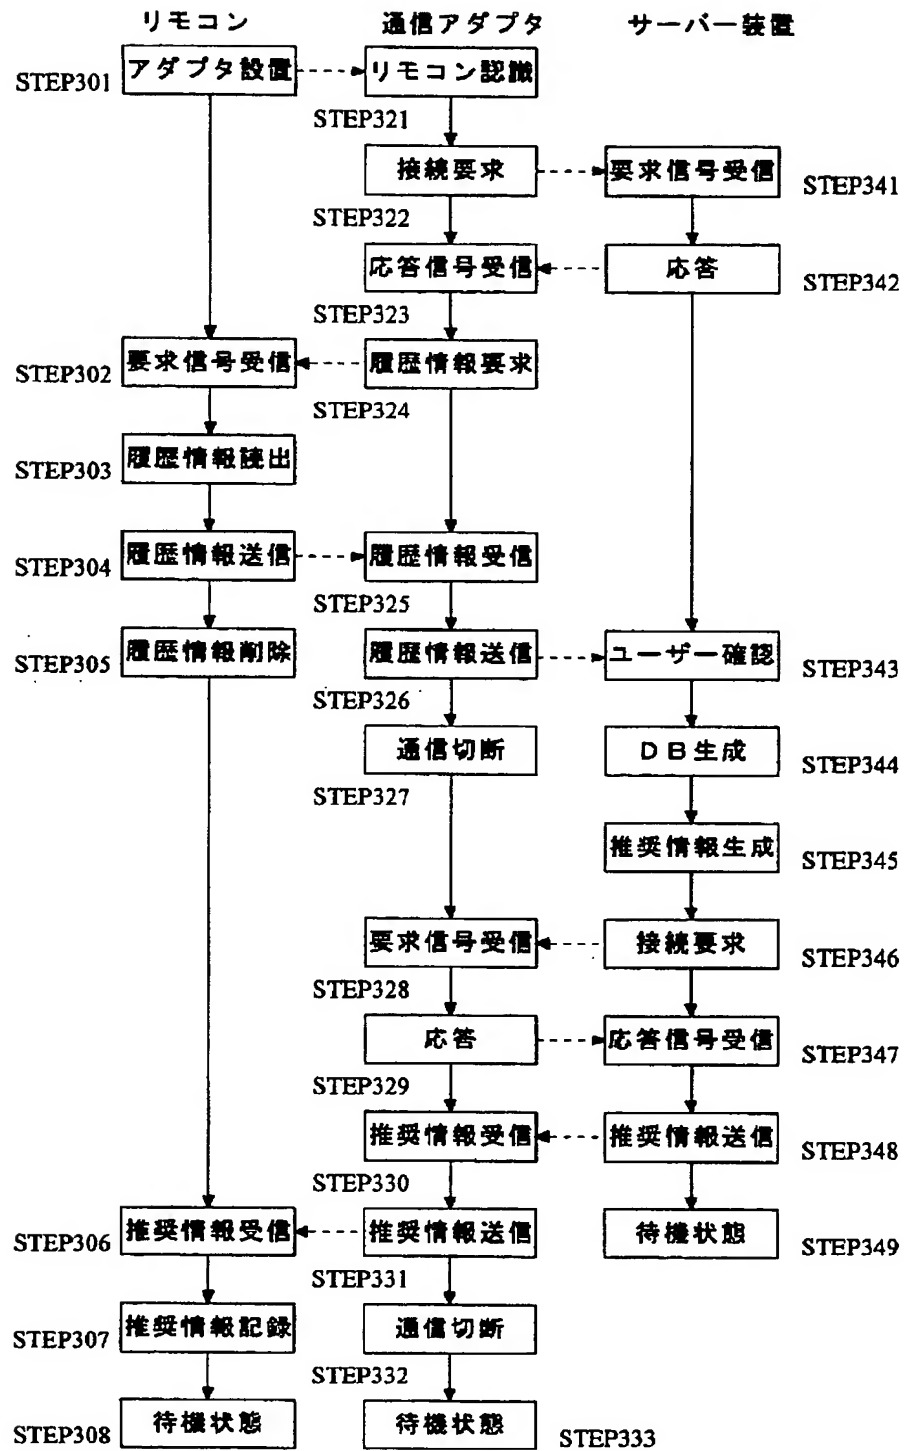 リモコン 通信アダプタ サーバー装置
アダプタ設置 リモコン認識
STEP301
STEP321
接続要求 要求信号受信
STEP341
STEP322
応答信号受信 応答
STEP342
STEP323
要求信号受信 履歴情報要求
STEP302
STEP324
履歴情報読出
STEP303
履歴情報送信 履歴情報受信
STEP304
STEP325
履歴情報削除 履歴情報送信 ユーザー確認
STEP305 STEP343
STEP326
通信切断 DB生成
STEP344
STEP327
推奨情報生成
STEP345
要求信号受信 接続要求
STEP346
STEP328
応答 応答信号受信
STEP347
STEP329
推奨情報受信 推奨情報送信
STEP348
STEP330
推奨情報受信 推奨情報送信 待機状態
STEP306 STEP349
STEP331
推奨情報記録 通信切断
STEP307
STEP332
待機状態 待機状態
STEP308 STEP333